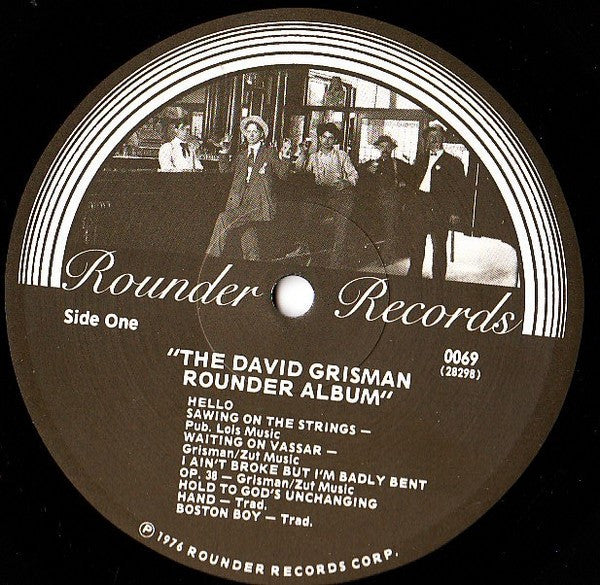 Rounder Records
Side One
0069
(28298)
"THE DAVID GRISMAN
ROUNDER ALBUM"
HELLO
SAWING ON THE STRINGS —
Pub. Lois Music
WAITING ON VASSAR —
Grisman/Zut Music
I AIN'T BROKE BUT I'M BADLY BENT
OP. 38 — Grisman/Zut Music
HOLD TO GOD'S UNCHANGING
HAND — Trad.
BOSTON BOY — Trad.
℗ 1976 ROUNDER RECORDS CORP.